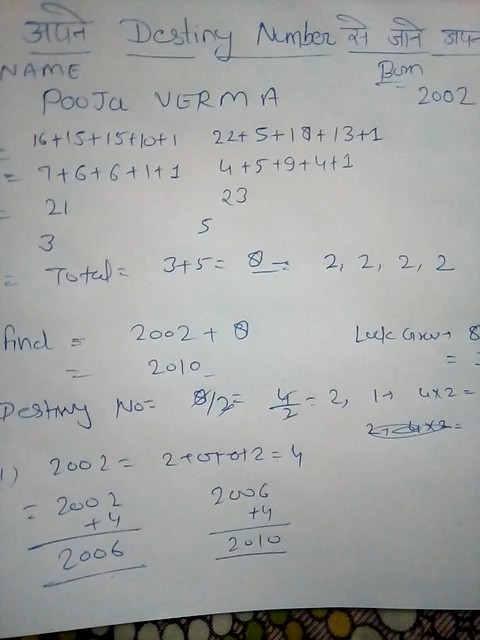 अपने Destiny Number से जाने अपन
NAME Born
POOJA VERMA 2002
= 16+15+15+10+1 22+5+18+13+1
= 7+6+6+1+1 4+5+9+4+1
= 21 23
3 5
= Total = 3+5 = 8 = 2, 2, 2, 2
find = 2002 + 8
= 2010
Destiny No = 8/2 = 4/2 = 2, 1→ 4×2 =
1) 2002 = 2+0+0+2 = 4
= 2002 2006
+4 +4
2006 2010